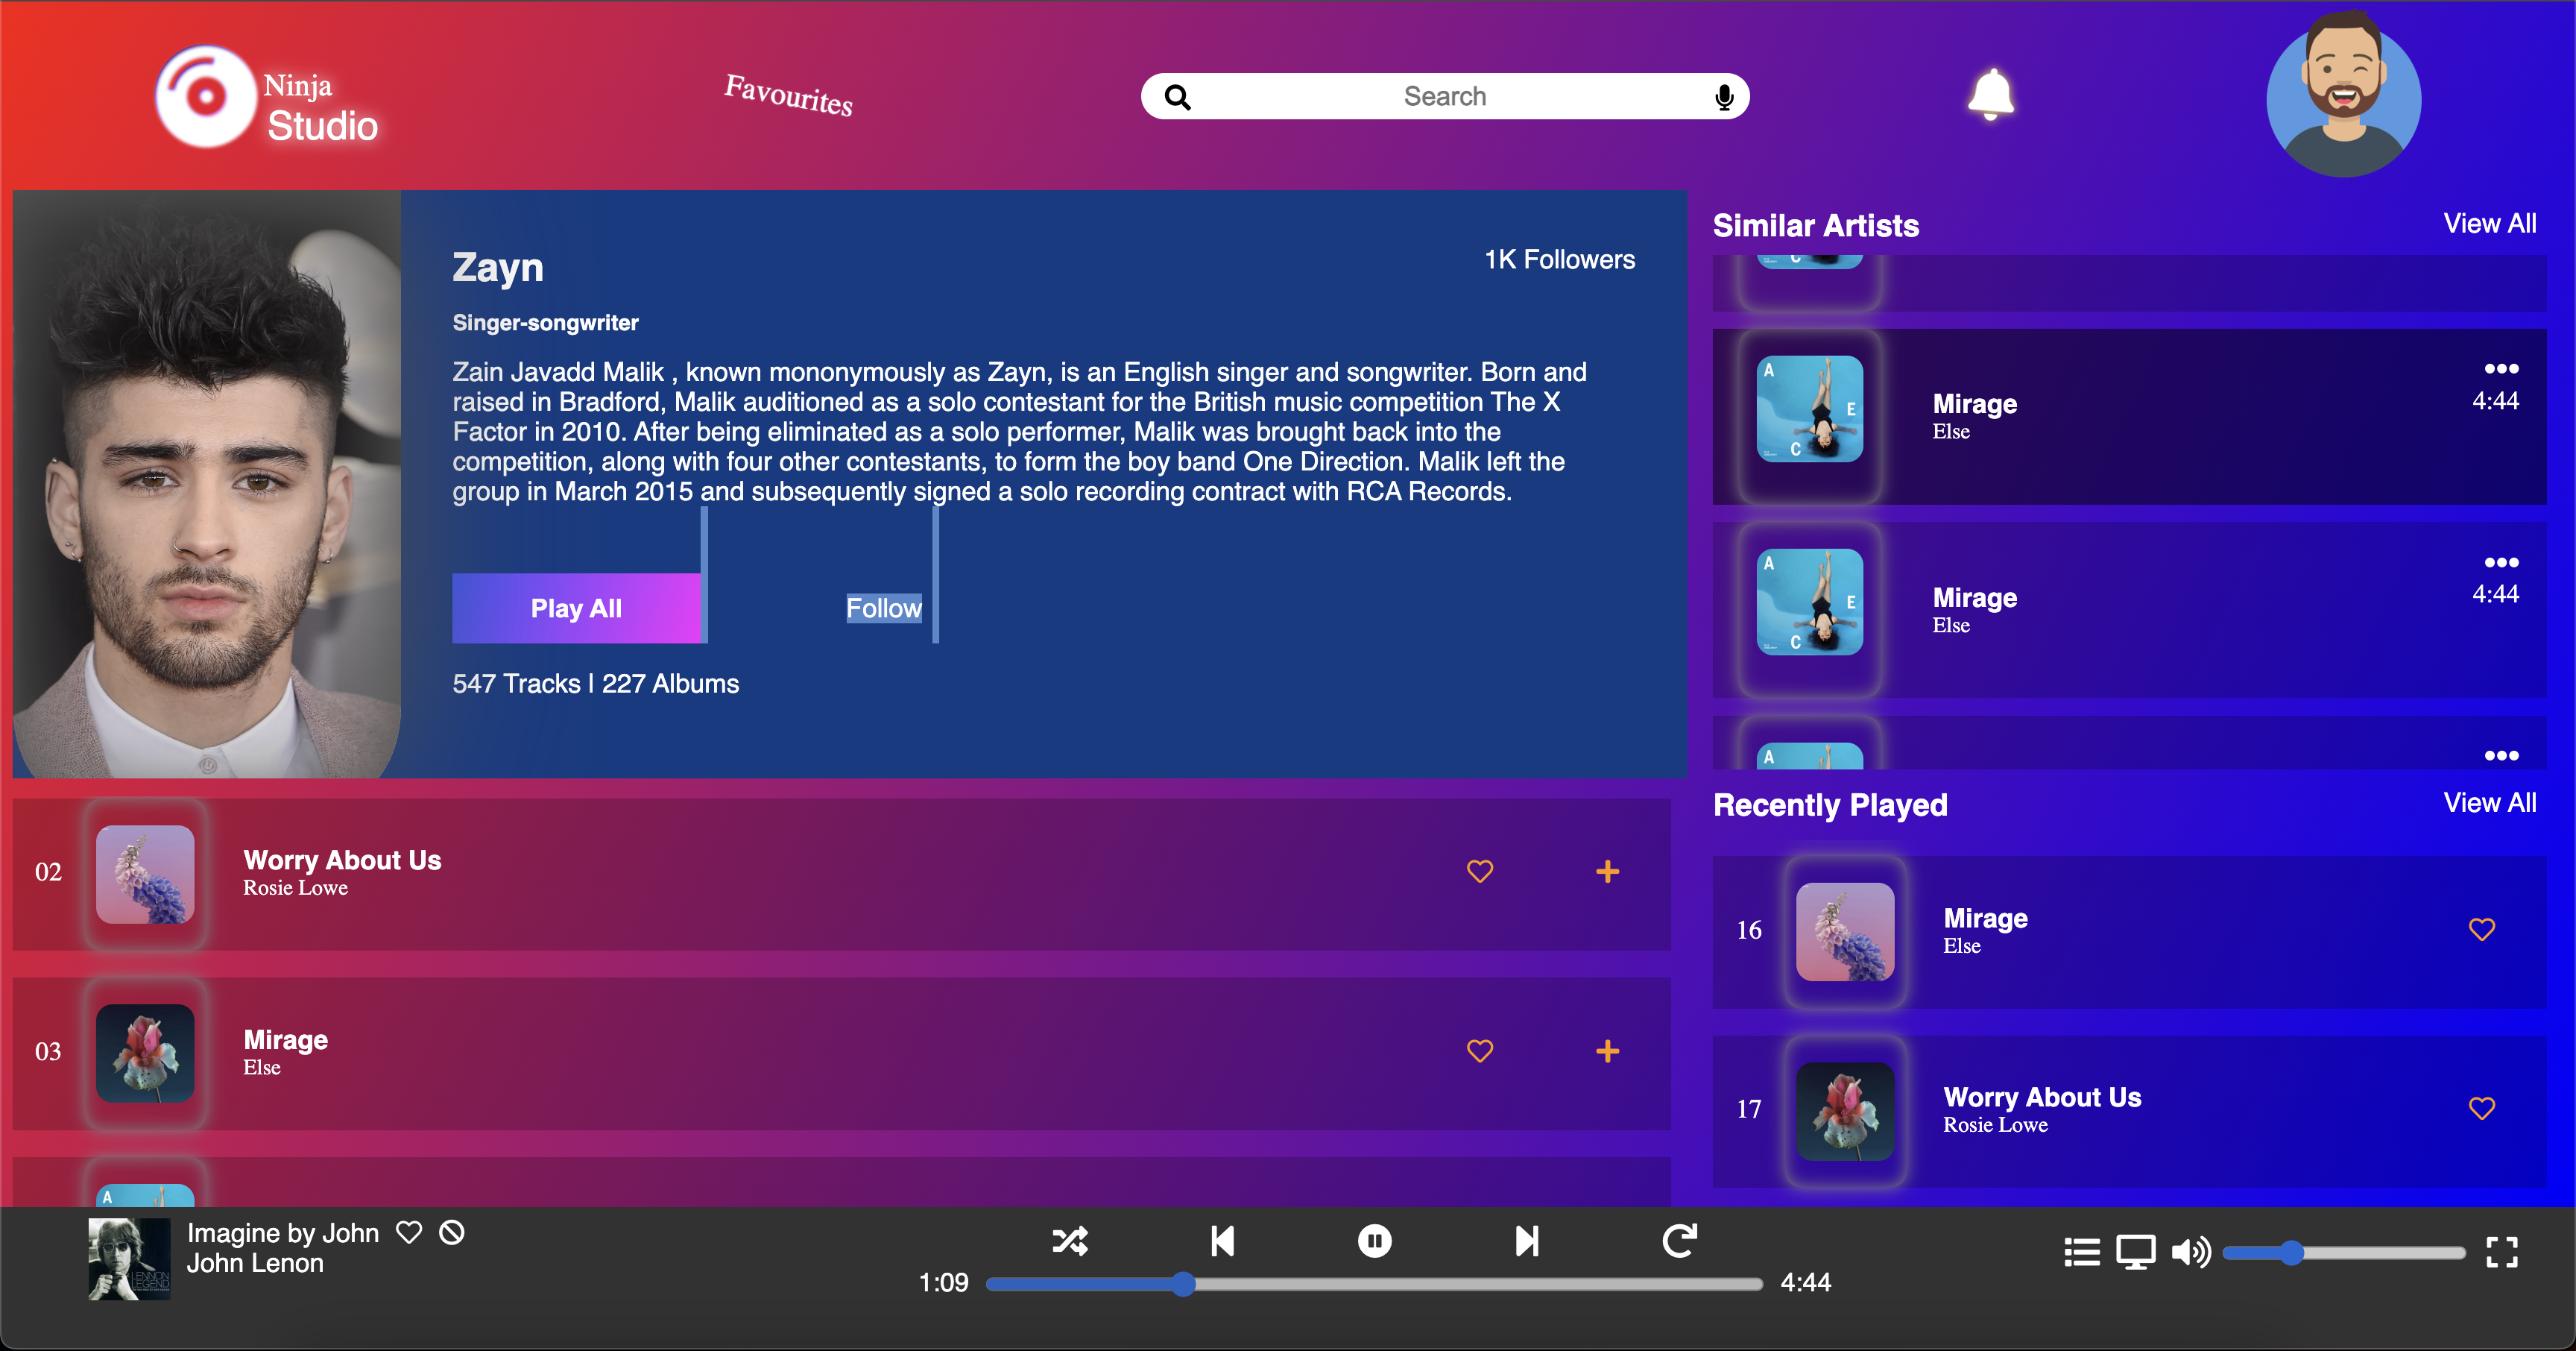 Ninja
Studio
Favourites
Search
Zayn
1K Followers
Singer-songwriter
Zain Javadd Malik , known mononymously as Zayn, is an English singer and songwriter. Born and
raised in Bradford, Malik auditioned as a solo contestant for the British music competition The X
Factor in 2010. After being eliminated as a solo performer, Malik was brought back into the
competition, along with four other contestants, to form the boy band One Direction. Malik left the
group in March 2015 and subsequently signed a solo recording contract with RCA Records.
Play All
Follow
547 Tracks | 227 Albums
Similar Artists
View All
C
A
E
C
Mirage
Else
4:44
A
E
C
Mirage
Else
4:44
A
02
Worry About Us
Rosie Lowe
03
Mirage
Else
A
Recently Played
View All
16
Mirage
Else
17
Worry About Us
Rosie Lowe
LENNON
LEGEND
Imagine by John
John Lenon
1:09
4:44